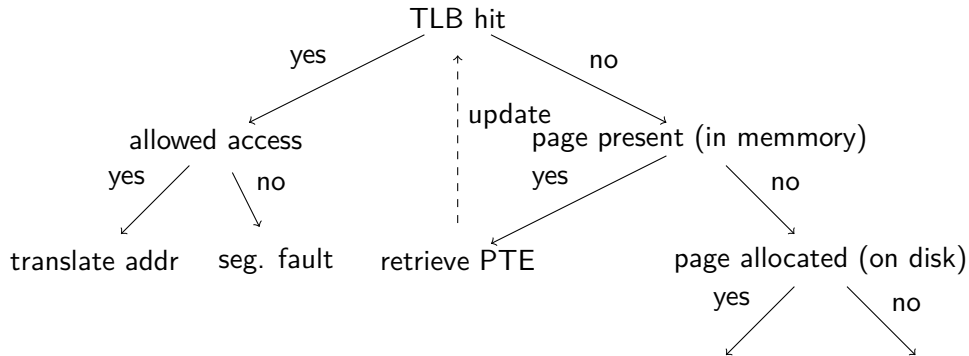 TLB hit
yes
no
update
allowed access
page present (in memmory)
yes
no
yes
no
translate addr
seg. fault
retrieve PTE
page allocated (on disk)
yes
no